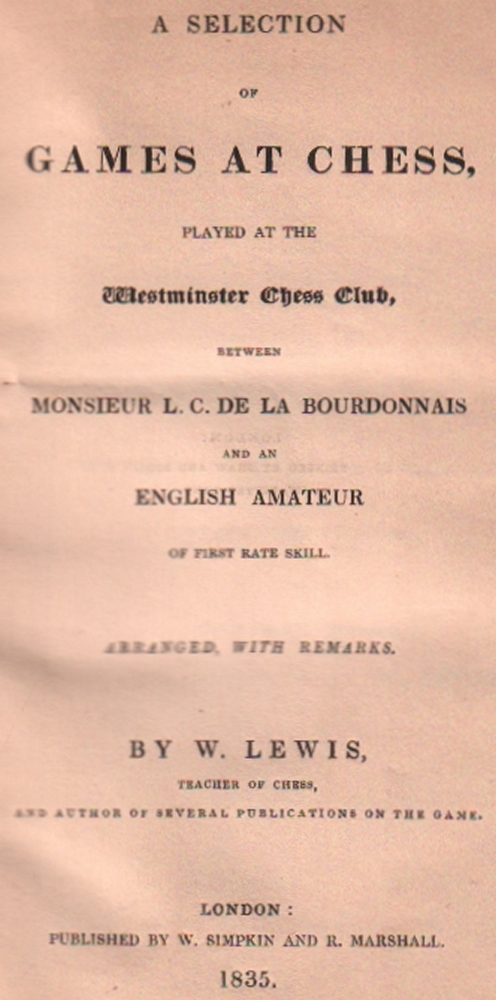 A SELECTION
OF
GAMES AT CHESS,
PLAYED AT THE
Westminster Chess Club,
BETWEEN
MONSIEUR L. C. DE LA BOURDONNAIS
AND AN
ENGLISH AMATEUR
OF FIRST RATE SKILL.
ARRANGED, WITH REMARKS.
BY W. LEWIS,
TEACHER OF CHESS,
AND AUTHOR OF SEVERAL PUBLICATIONS ON THE GAME.
LONDON:
PUBLISHED BY W. SIMPKIN AND R. MARSHALL.
1835.